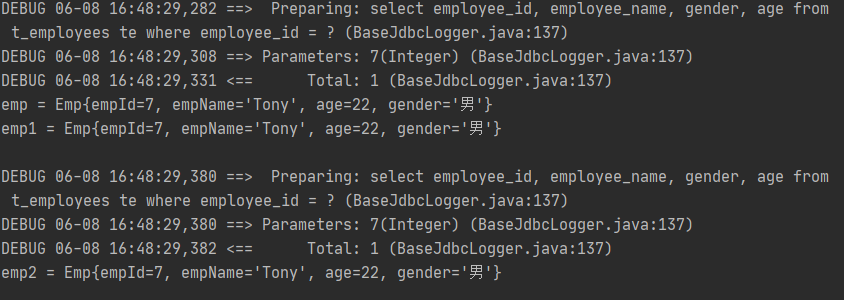 DEBUG 06-08 16:48:29,282 ==>  Preparing: select employee_id, employee_name, gender, age from
 t_employees te where employee_id = ? (BaseJdbcLogger.java:137)
DEBUG 06-08 16:48:29,308 ==> Parameters: 7(Integer) (BaseJdbcLogger.java:137)
DEBUG 06-08 16:48:29,331 <==      Total: 1 (BaseJdbcLogger.java:137)
emp = Emp{empId=7, empName='Tony', age=22, gender='男'}
emp1 = Emp{empId=7, empName='Tony', age=22, gender='男'}
DEBUG 06-08 16:48:29,380 ==>  Preparing: select employee_id, employee_name, gender, age from
 t_employees te where employee_id = ? (BaseJdbcLogger.java:137)
DEBUG 06-08 16:48:29,380 ==> Parameters: 7(Integer) (BaseJdbcLogger.java:137)
DEBUG 06-08 16:48:29,382 <==      Total: 1 (BaseJdbcLogger.java:137)
emp2 = Emp{empId=7, empName='Tony', age=22, gender='男'}